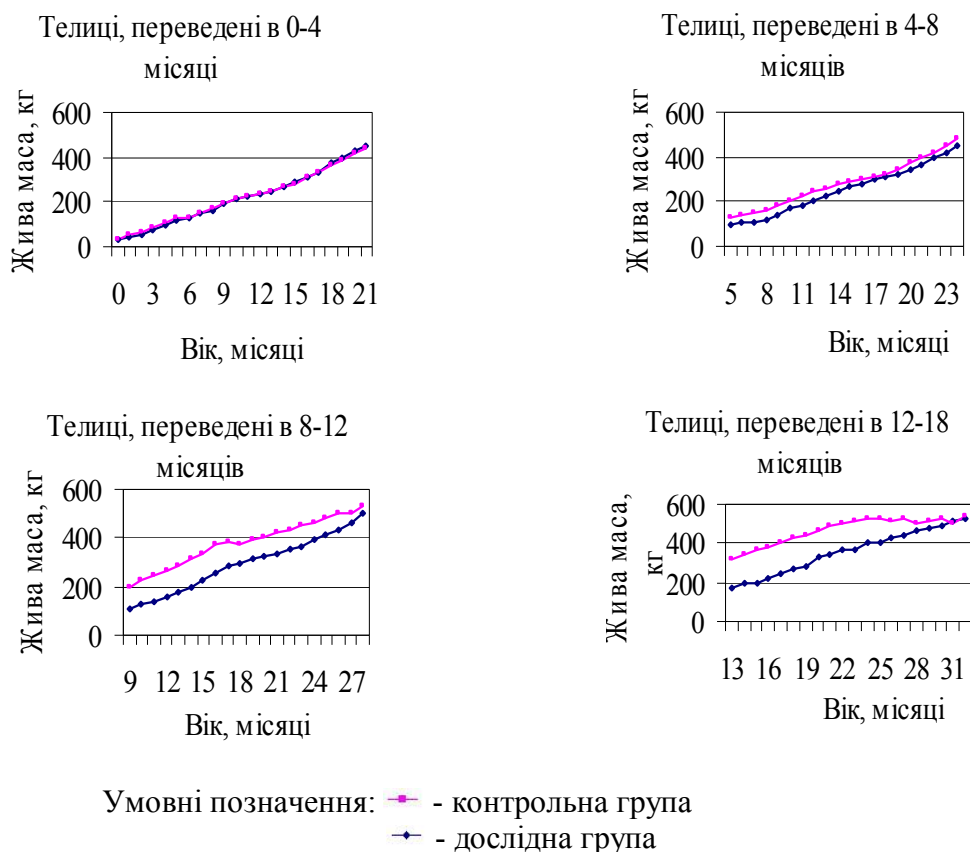 Телиці, переведені в 0-4
місяці
Жива маса, кг
600
400
200
0
0 3 6 9 12 15 18 21
Вік, місяці
Телиці, переведені в 4-8
місяців
Жива маса, кг
600
400
200
0
5 8 11 14 17 20 23
Вік, місяці
Телиці, переведені в 8-12
місяців
Жива маса, кг
600
400
200
0
9 12 15 18 21 24 27
Вік, місяці
Телиці, переведені в 12-18
місяців
Жива маса,
кг
600
400
200
0
13 16 19 22 25 28 31
Вік, місяці
Умовні позначення: - контрольна група
- дослідна група